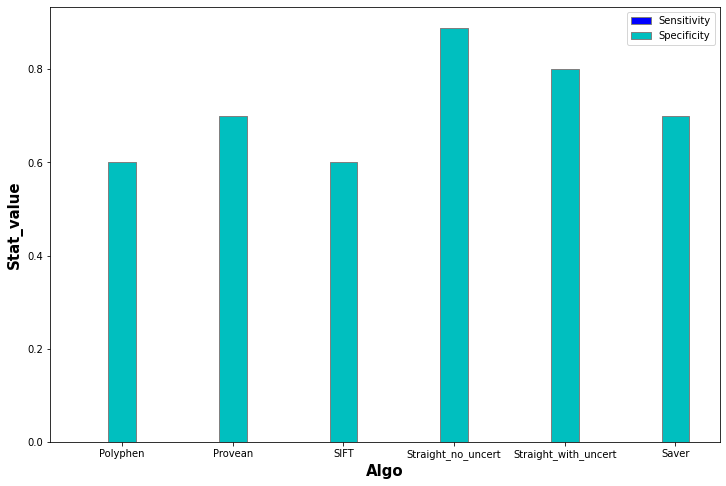 Sensitivity
Specificity
Stat_value
0.8
0.6
0.4
0.2
0.0
Polyphen Provean SIFT Straight_no_uncert Straight_with_uncert Saver
Algo